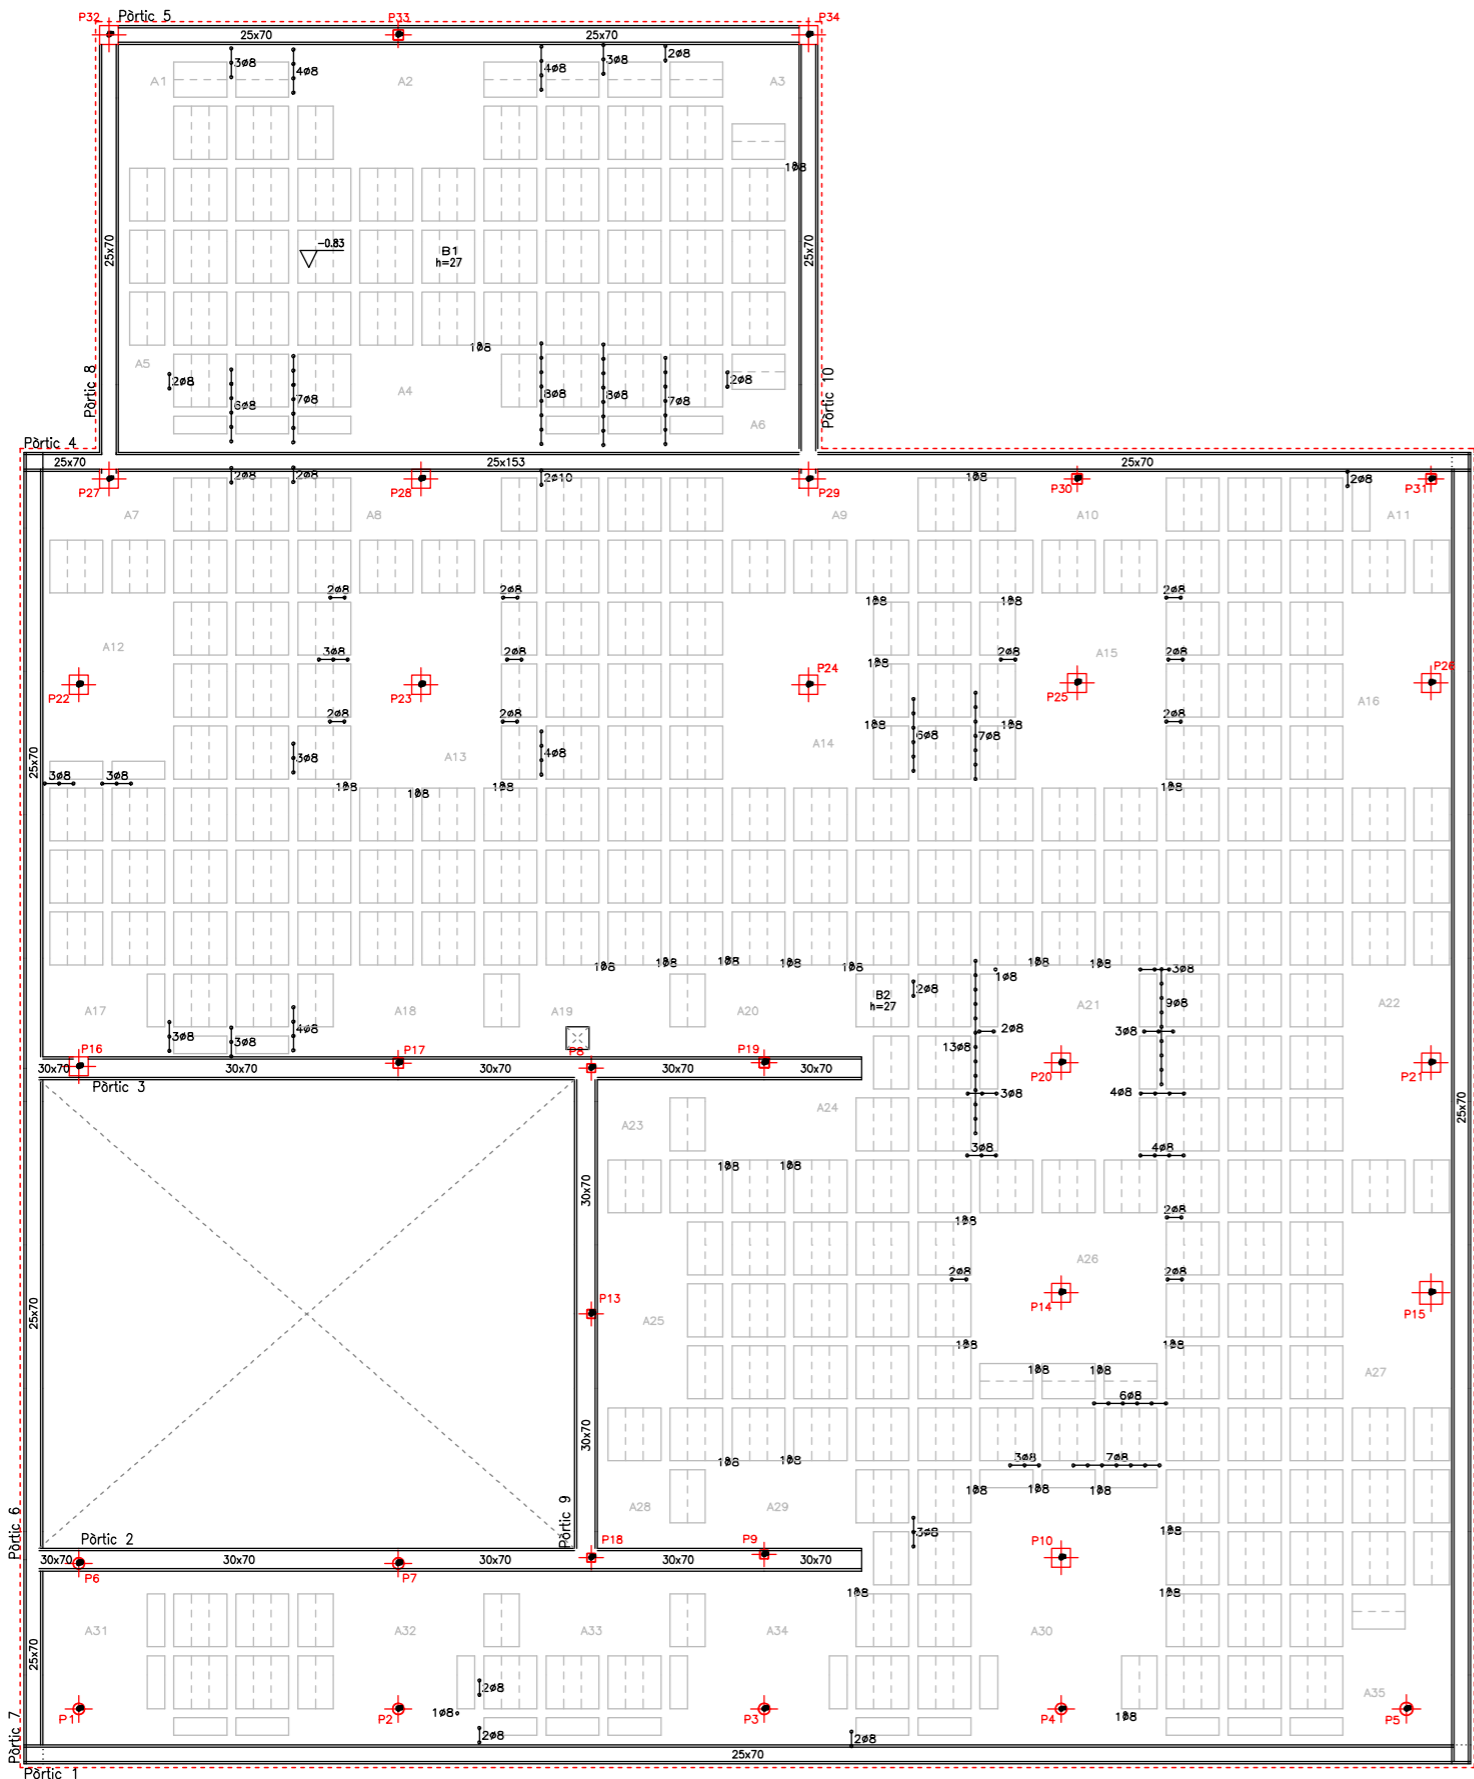 P32 Pòrtic 5 P33 P34
25x70 25x70
3ø8 4ø8 4ø8 3ø8 2ø8
A1 A2 A3
1ø8
25x70 -0.83 B1 25x70
h=27
1ø8
A5 A4
2ø8 6ø8 7ø8 8ø8 8ø8 7ø8 2ø8
Pòrtic 8 Pòrtic 10
A6
Pòrtic 4
25x70 25x153 25x70
2ø8 2ø8 2ø10 1ø8 2ø8
P27 P28 P29 P30 P31
A7 A8 A9 A10 A11
2ø8 2ø8 1ø8 1ø8 2ø8
A12 3ø8 2ø8 1ø8 2ø8 A15 2ø8
P22 P23 P24 P25 P26
A16
2ø8 2ø8 1ø8 6ø8 7ø8 1ø8 2ø8
A13 A14
3ø8 4ø8
25x70
3ø8 3ø8 1ø8 1ø8 1ø8 1ø8
1ø8 1ø8 1ø8 1ø8 1ø8 1ø8 1ø8 3ø8
1ø8
B2 2ø8 9ø8
h=27
A17 A18 A19 A20 A21 A22
3ø8 3ø8 4ø8 2ø8 3ø8
13ø8
P16 P17 P8 P19 P20 P21
30x70 30x70 30x70 30x70 30x70
Pòrtic 3
3ø8 4ø8
25x70
A23 A24
3ø8 4ø8
1ø8 1ø8
30x70
1ø8 2ø8
A26
2ø8 2ø8
P13 P14 P15
25x70 A25
1ø8 1ø8
1ø8 1ø8 A27
6ø8
30x70
1ø8 1ø8 3ø8 7ø8
1ø8 1ø8 1ø8
A28 A29
3ø8 1ø8
Pòrtic 6 Pòrtic 2 Pòrtic 9
P18 P9 P10
30x70 30x70 30x70 30x70 30x70
P6 P7
1ø8 1ø8
A31 A32 A33 A34 A30
25x70
2ø8
A35
P1 P2 1ø8 P3 P4 1ø8 P5
2ø8 2ø8
Pòrtic 7
25x70
Pòrtic 1